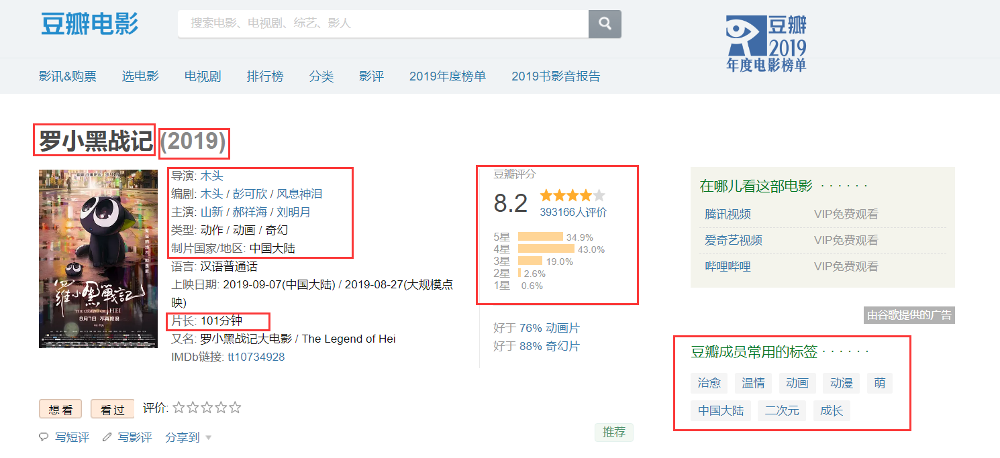 豆瓣电影
搜索电影、电视剧、综艺、影人
豆瓣
2019
年度电影榜单
影讯&购票 选电影 电视剧 排行榜 分类 影评 2019年度榜单 2019书影音报告
罗小黑战记 (2019)
导演: 木头
编剧: 木头 / 彭可欣 / 风息神泪
主演: 山新 / 郝祥海 / 刘明月
类型: 动作 / 动画 / 奇幻
制片国家/地区: 中国大陆
语言: 汉语普通话
上映日期: 2019-09-07(中国大陆) / 2019-08-27(大规模点
映)
片长: 101分钟
又名: 罗小黑战记大电影 / The Legend of Hei
IMDb链接: tt10734928
羅小黑戰記
THE LEGEND OF HEI
9月7日 不再流浪
有你的地方 就是家
豆瓣评分
8.2
393166人评价
5星 34.9%
4星 43.0%
3星 19.0%
2星 2.6%
1星 0.6%
好于 76% 动画片
好于 88% 奇幻片
在哪儿看这部电影 · · · · · ·
腾讯视频 VIP免费观看
爱奇艺视频 VIP免费观看
哔哩哔哩 VIP免费观看
由谷歌提供的广告
豆瓣成员常用的标签 · · · · · ·
治愈 温情 动画 动漫 萌
中国大陆 二次元 成长
想看 看过 评价:
写短评 写影评 分享到
推荐